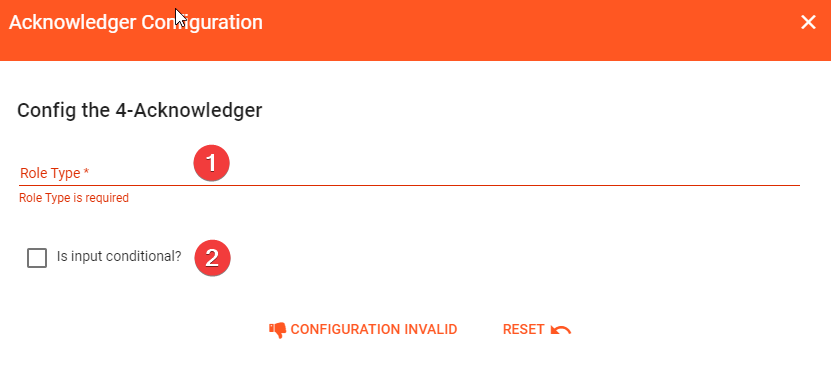 Acknowledger Configuration
Config the 4-Acknowledger
Role Type *
1
Role Type is required
Is input conditional?
2
CONFIGURATION INVALID
RESET